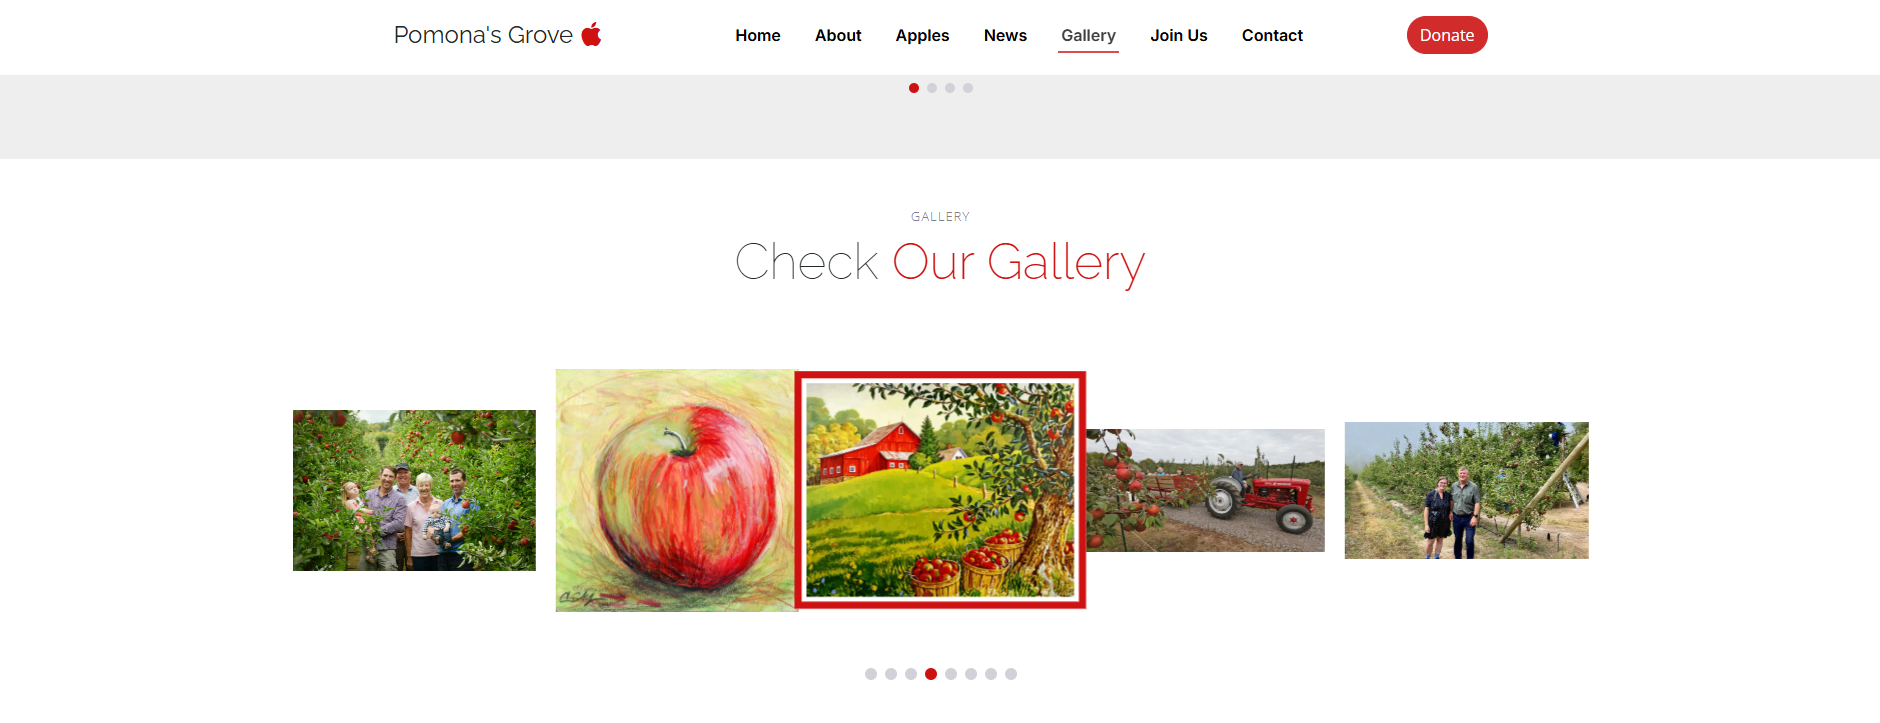 Pomona's Grove
Home About Apples News Gallery Join Us Contact
Donate
GALLERY
Check Our Gallery